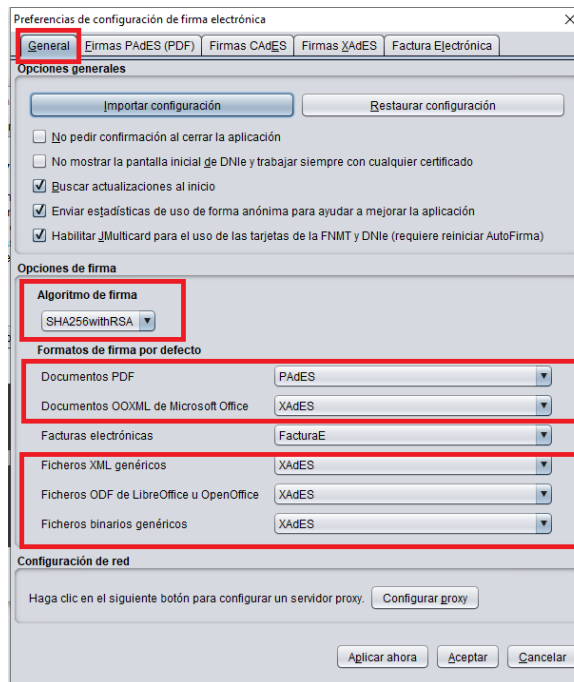 Preferencias de configuración de firma electrónica
General Firmas PAdES (PDF) Firmas CAdES Firmas XAdES Factura Electrónica
Opciones generales
Importar configuración Restaurar configuración
No pedir confirmación al cerrar la aplicación
No mostrar la pantalla inicial de DNIe y trabajar siempre con cualquier certificado
Buscar actualizaciones al inicio
Enviar estadísticas de uso de forma anónima para ayudar a mejorar la aplicación
Habilitar JMulticard para el uso de las tarjetas de la FNMT y DNIe (requiere reiniciar AutoFirma)
Opciones de firma
Algoritmo de firma
SHA256withRSA
Formatos de firma por defecto
Documentos PDF PAdES
Documentos OOXML de Microsoft Office XAdES
Facturas electrónicas FacturaE
Ficheros XML genéricos XAdES
Ficheros ODF de LibreOffice u OpenOffice XAdES
Ficheros binarios genéricos XAdES
Configuración de red
Haga clic en el siguiente botón para configurar un servidor proxy. Configurar proxy
Aplicar ahora Aceptar Cancelar